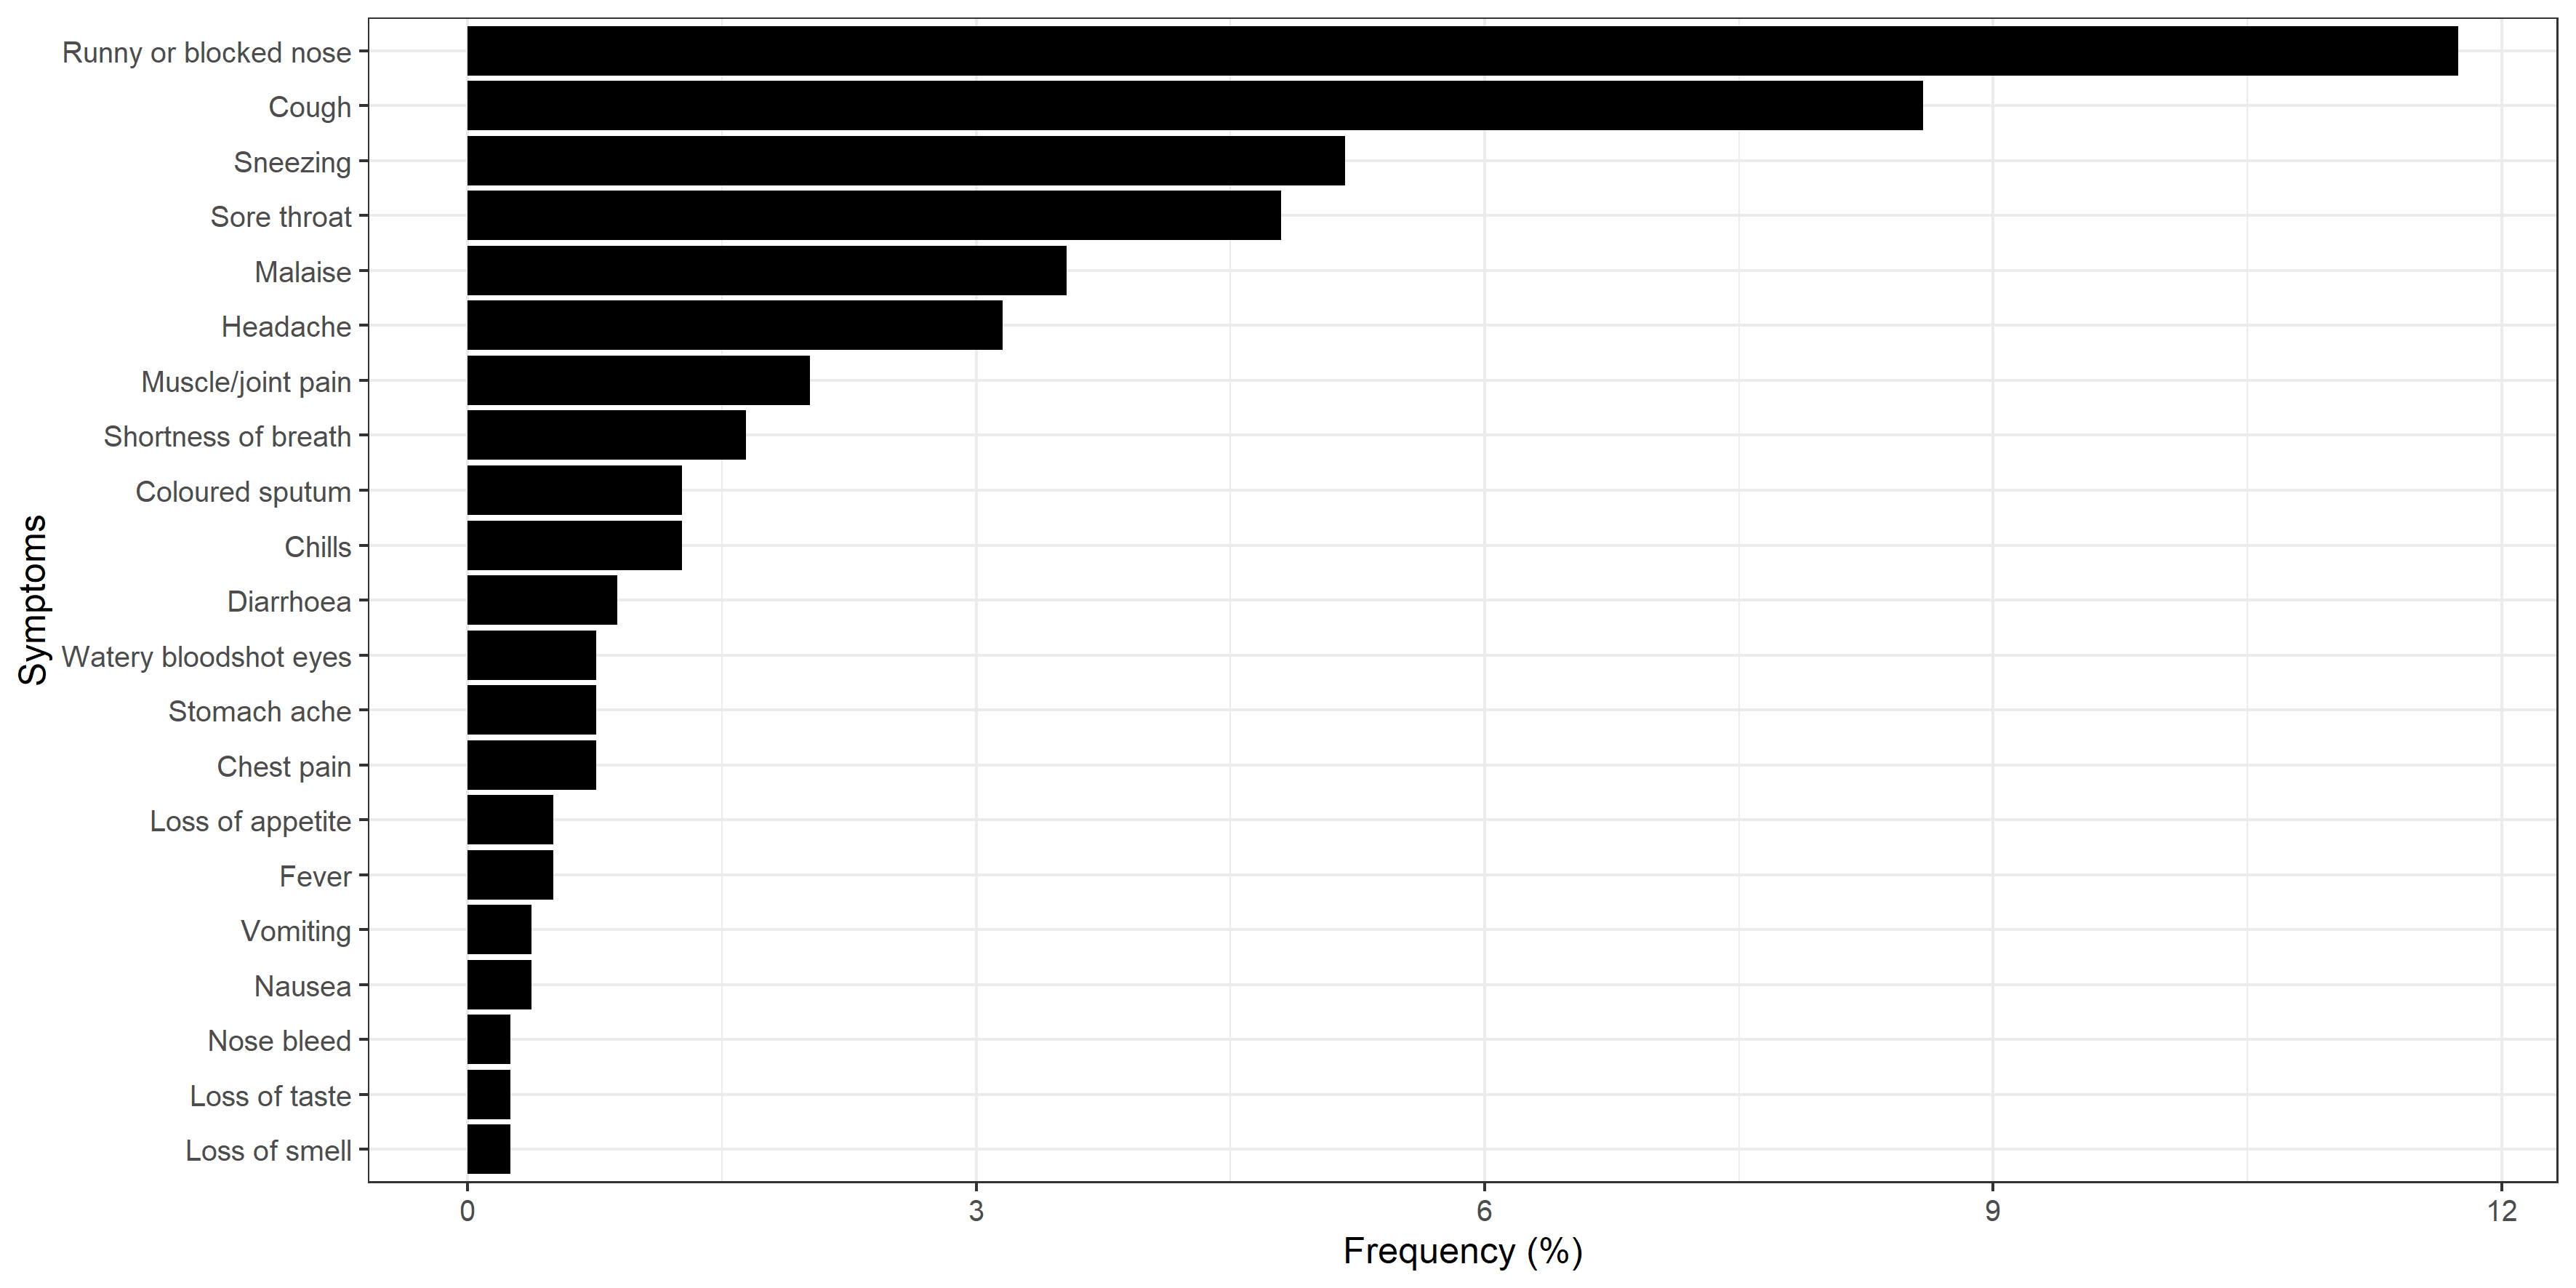 Runny or blocked nose
Cough
Sneezing
Sore throat
Malaise
Headache
Muscle/joint pain
Shortness of breath
Coloured sputum
Chills
Diarrhoea
Watery bloodshot eyes
Stomach ache
Chest pain
Loss of appetite
Fever
Vomiting
Nausea
Nose bleed
Loss of taste
Loss of smell
Symptoms
0 3 6 9 12
Frequency (%)